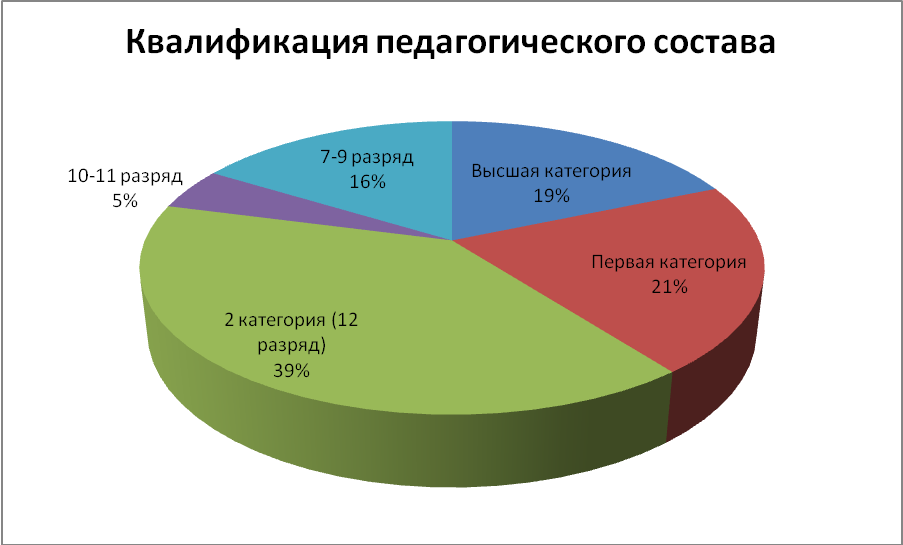 Квалификация педагогического состава
7-9 разряд
16%
Высшая категория
19%
10-11 разряд
5%
Первая категория
21%
2 категория (12
разряд)
39%